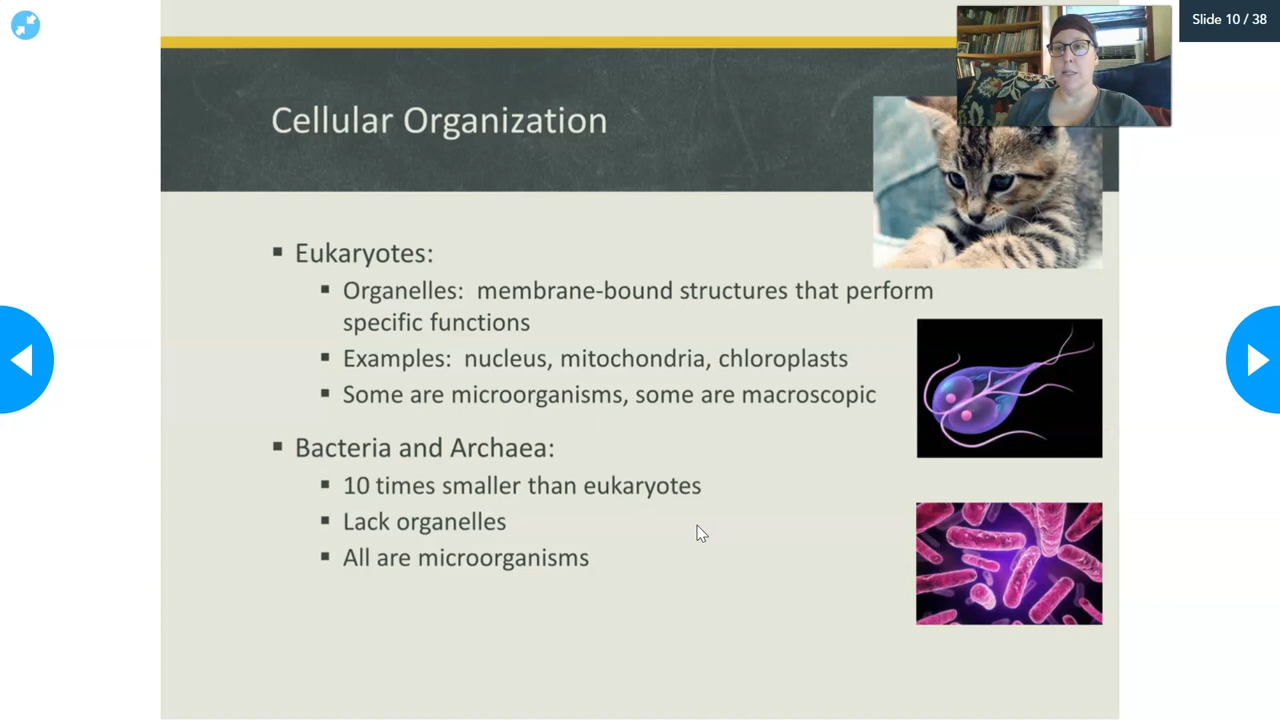 Slide 10 / 38
Cellular Organization
▪ Eukaryotes:
▪ Organelles: membrane-bound structures that perform
specific functions
▪ Examples: nucleus, mitochondria, chloroplasts
▪ Some are microorganisms, some are macroscopic
▪ Bacteria and Archaea:
▪ 10 times smaller than eukaryotes
▪ Lack organelles
▪ All are microorganisms